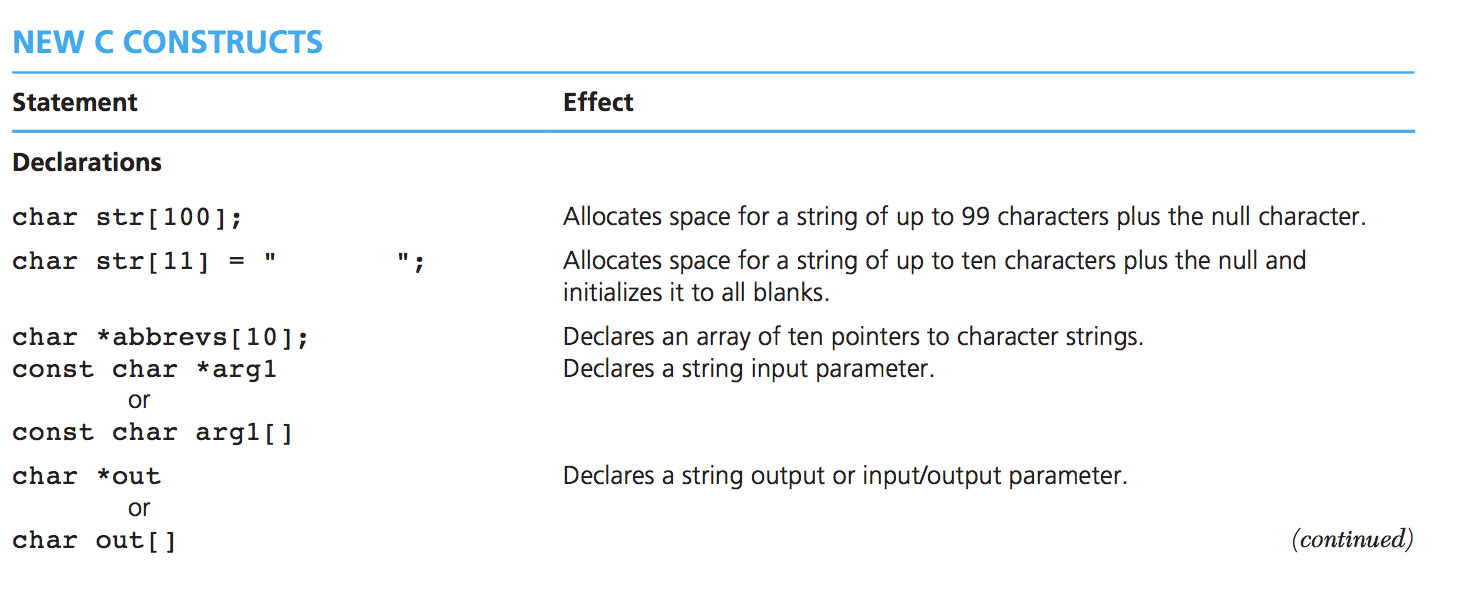 NEW C CONSTRUCTS
Statement Effect
Declarations
char str[100]; Allocates space for a string of up to 99 characters plus the null character.
char str[11] = "       "; Allocates space for a string of up to ten characters plus the null and
initializes it to all blanks.
char *abbrevs[10]; Declares an array of ten pointers to character strings.
const char *arg1 Declares a string input parameter.
or
const char arg1[]
char *out Declares a string output or input/output parameter.
or
char out[] (continued)